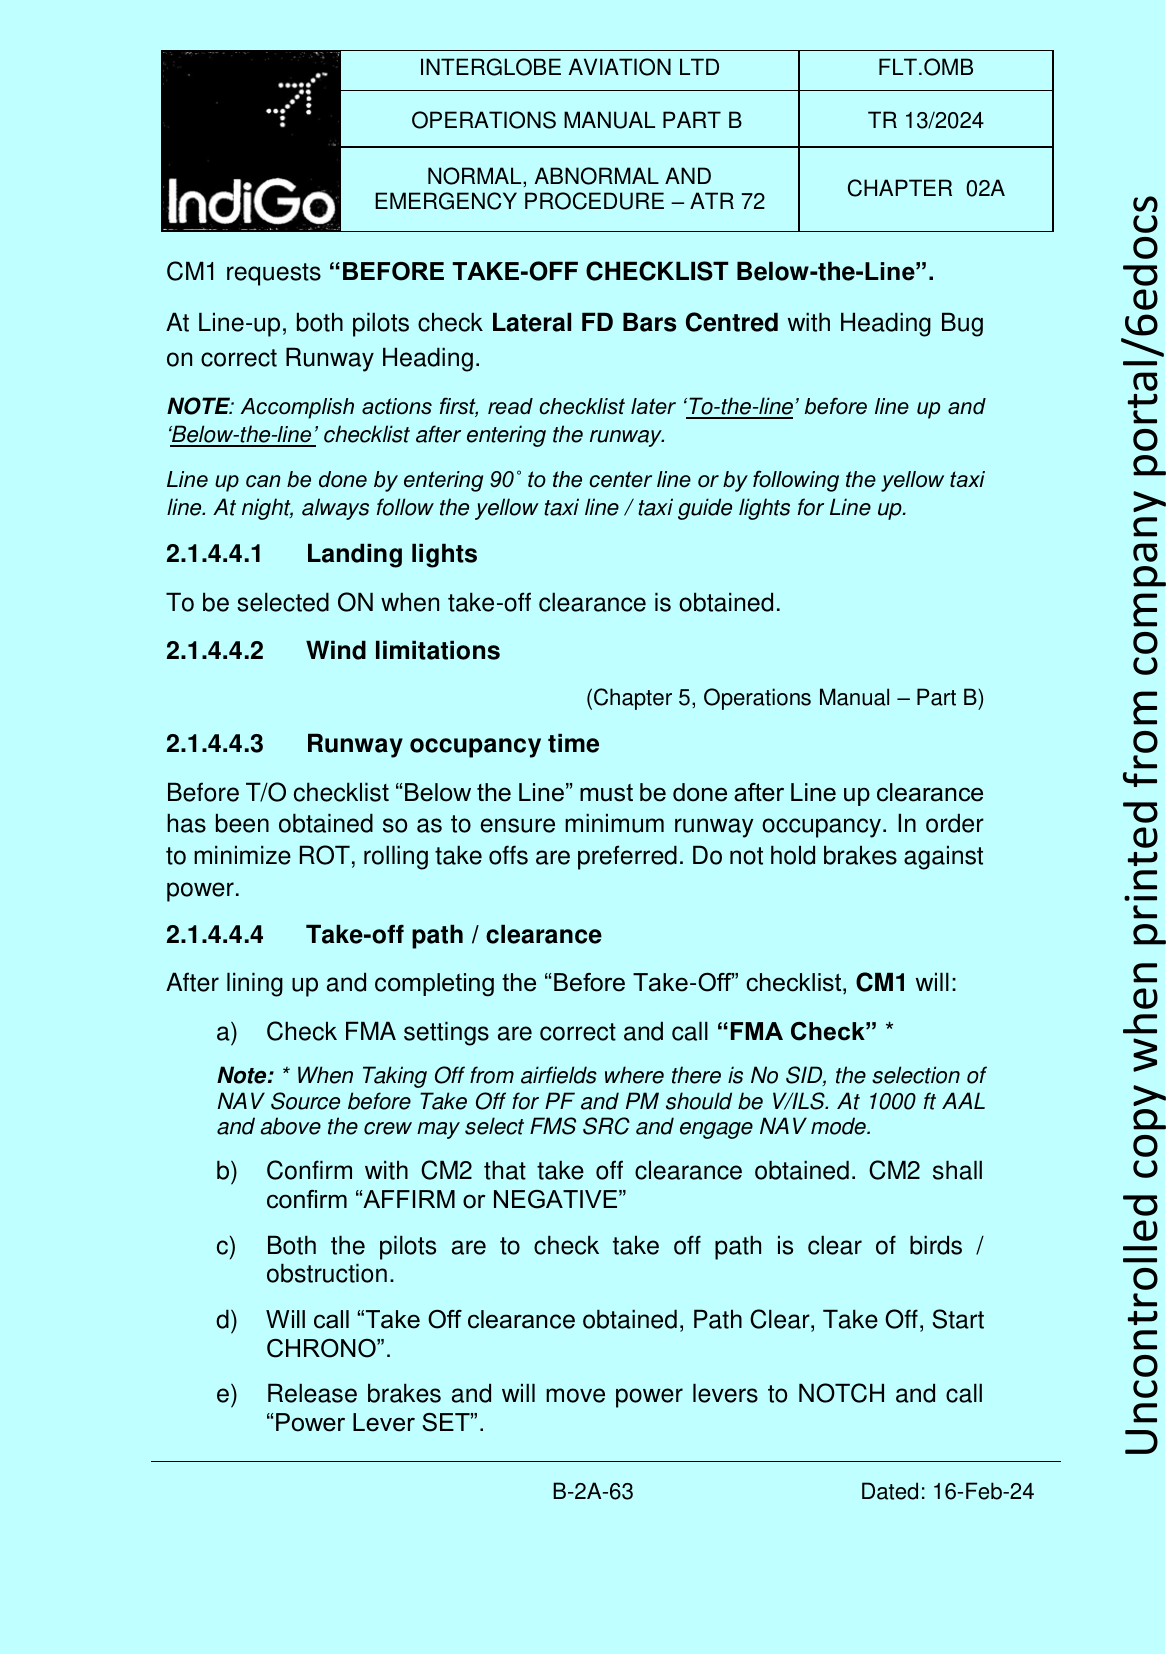 IndiGo
INTERGLOBE AVIATION LTD
FLT.OMB
OPERATIONS MANUAL PART B
TR 13/2024
NORMAL, ABNORMAL AND
EMERGENCY PROCEDURE – ATR 72
CHAPTER 02A
CM1 requests “BEFORE TAKE-OFF CHECKLIST Below-the-Line”.
At Line-up, both pilots check Lateral FD Bars Centred with Heading Bug
on correct Runway Heading.
NOTE: Accomplish actions first, read checklist later ‘To-the-line’ before line up and
‘Below-the-line’ checklist after entering the runway.
Line up can be done by entering 90˚ to the center line or by following the yellow taxi
line. At night, always follow the yellow taxi line / taxi guide lights for Line up.
2.1.4.4.1 Landing lights
To be selected ON when take-off clearance is obtained.
2.1.4.4.2 Wind limitations
(Chapter 5, Operations Manual – Part B)
2.1.4.4.3 Runway occupancy time
Before T/O checklist “Below the Line” must be done after Line up clearance
has been obtained so as to ensure minimum runway occupancy. In order
to minimize ROT, rolling take offs are preferred. Do not hold brakes against
power.
2.1.4.4.4 Take-off path / clearance
After lining up and completing the “Before Take-Off” checklist, CM1 will:
a) Check FMA settings are correct and call “FMA Check” *
Note: * When Taking Off from airfields where there is No SID, the selection of
NAV Source before Take Off for PF and PM should be V/ILS. At 1000 ft AAL
and above the crew may select FMS SRC and engage NAV mode.
b) Confirm with CM2 that take off clearance obtained. CM2 shall
confirm “AFFIRM or NEGATIVE”
c) Both the pilots are to check take off path is clear of birds /
obstruction.
d) Will call “Take Off clearance obtained, Path Clear, Take Off, Start
CHRONO”.
e) Release brakes and will move power levers to NOTCH and call
“Power Lever SET”.
B-2A-63
Dated: 16-Feb-24
Uncontrolled copy when printed from company portal/6edocs